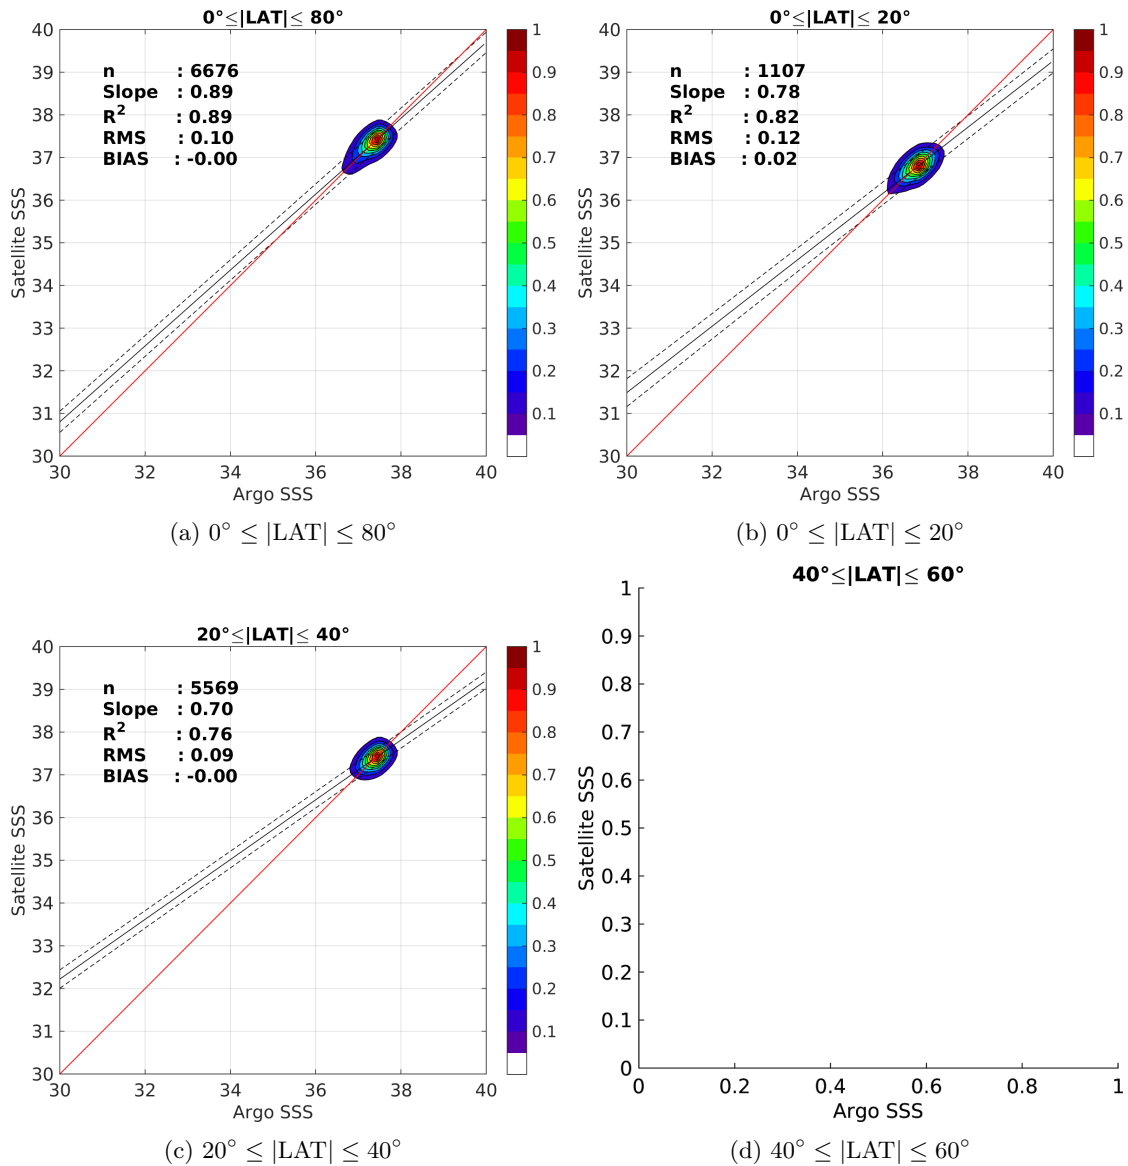 0°≤|LAT|≤ 80°
n : 6676
Slope : 0.89
R² : 0.89
RMS : 0.10
BIAS : -0.00
40
39
38
37
36
35
34
33
32
31
30
30 32 34 36 38 40
Satellite SSS
Argo SSS
1
0.9
0.8
0.7
0.6
0.5
0.4
0.3
0.2
0.1
(a) 0° ≤ |LAT| ≤ 80°
0°≤|LAT|≤ 20°
n : 1107
Slope : 0.78
R² : 0.82
RMS : 0.12
BIAS : 0.02
40
39
38
37
36
35
34
33
32
31
30
30 32 34 36 38 40
Satellite SSS
Argo SSS
1
0.9
0.8
0.7
0.6
0.5
0.4
0.3
0.2
0.1
(b) 0° ≤ |LAT| ≤ 20°
20°≤|LAT|≤ 40°
n : 5569
Slope : 0.70
R² : 0.76
RMS : 0.09
BIAS : -0.00
40
39
38
37
36
35
34
33
32
31
30
30 32 34 36 38 40
Satellite SSS
Argo SSS
1
0.9
0.8
0.7
0.6
0.5
0.4
0.3
0.2
0.1
(c) 20° ≤ |LAT| ≤ 40°
40°≤|LAT|≤ 60°
1
0.9
0.8
0.7
0.6
0.5
0.4
0.3
0.2
0.1
0
0 0.2 0.4 0.6 0.8 1
Satellite SSS
Argo SSS
(d) 40° ≤ |LAT| ≤ 60°